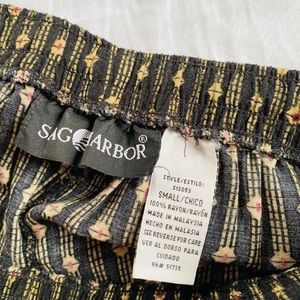 SAG HARBOR®
STYLE/ESTILO:
512053
SMALL/CHICO
100% RAYON/RAYÓN
MADE IN MALAYSIA
HECHO EN MALASIA
SEE REVERSE FOR CARE
VER AL DORSO PARA
CUIDADO
RN# 51735